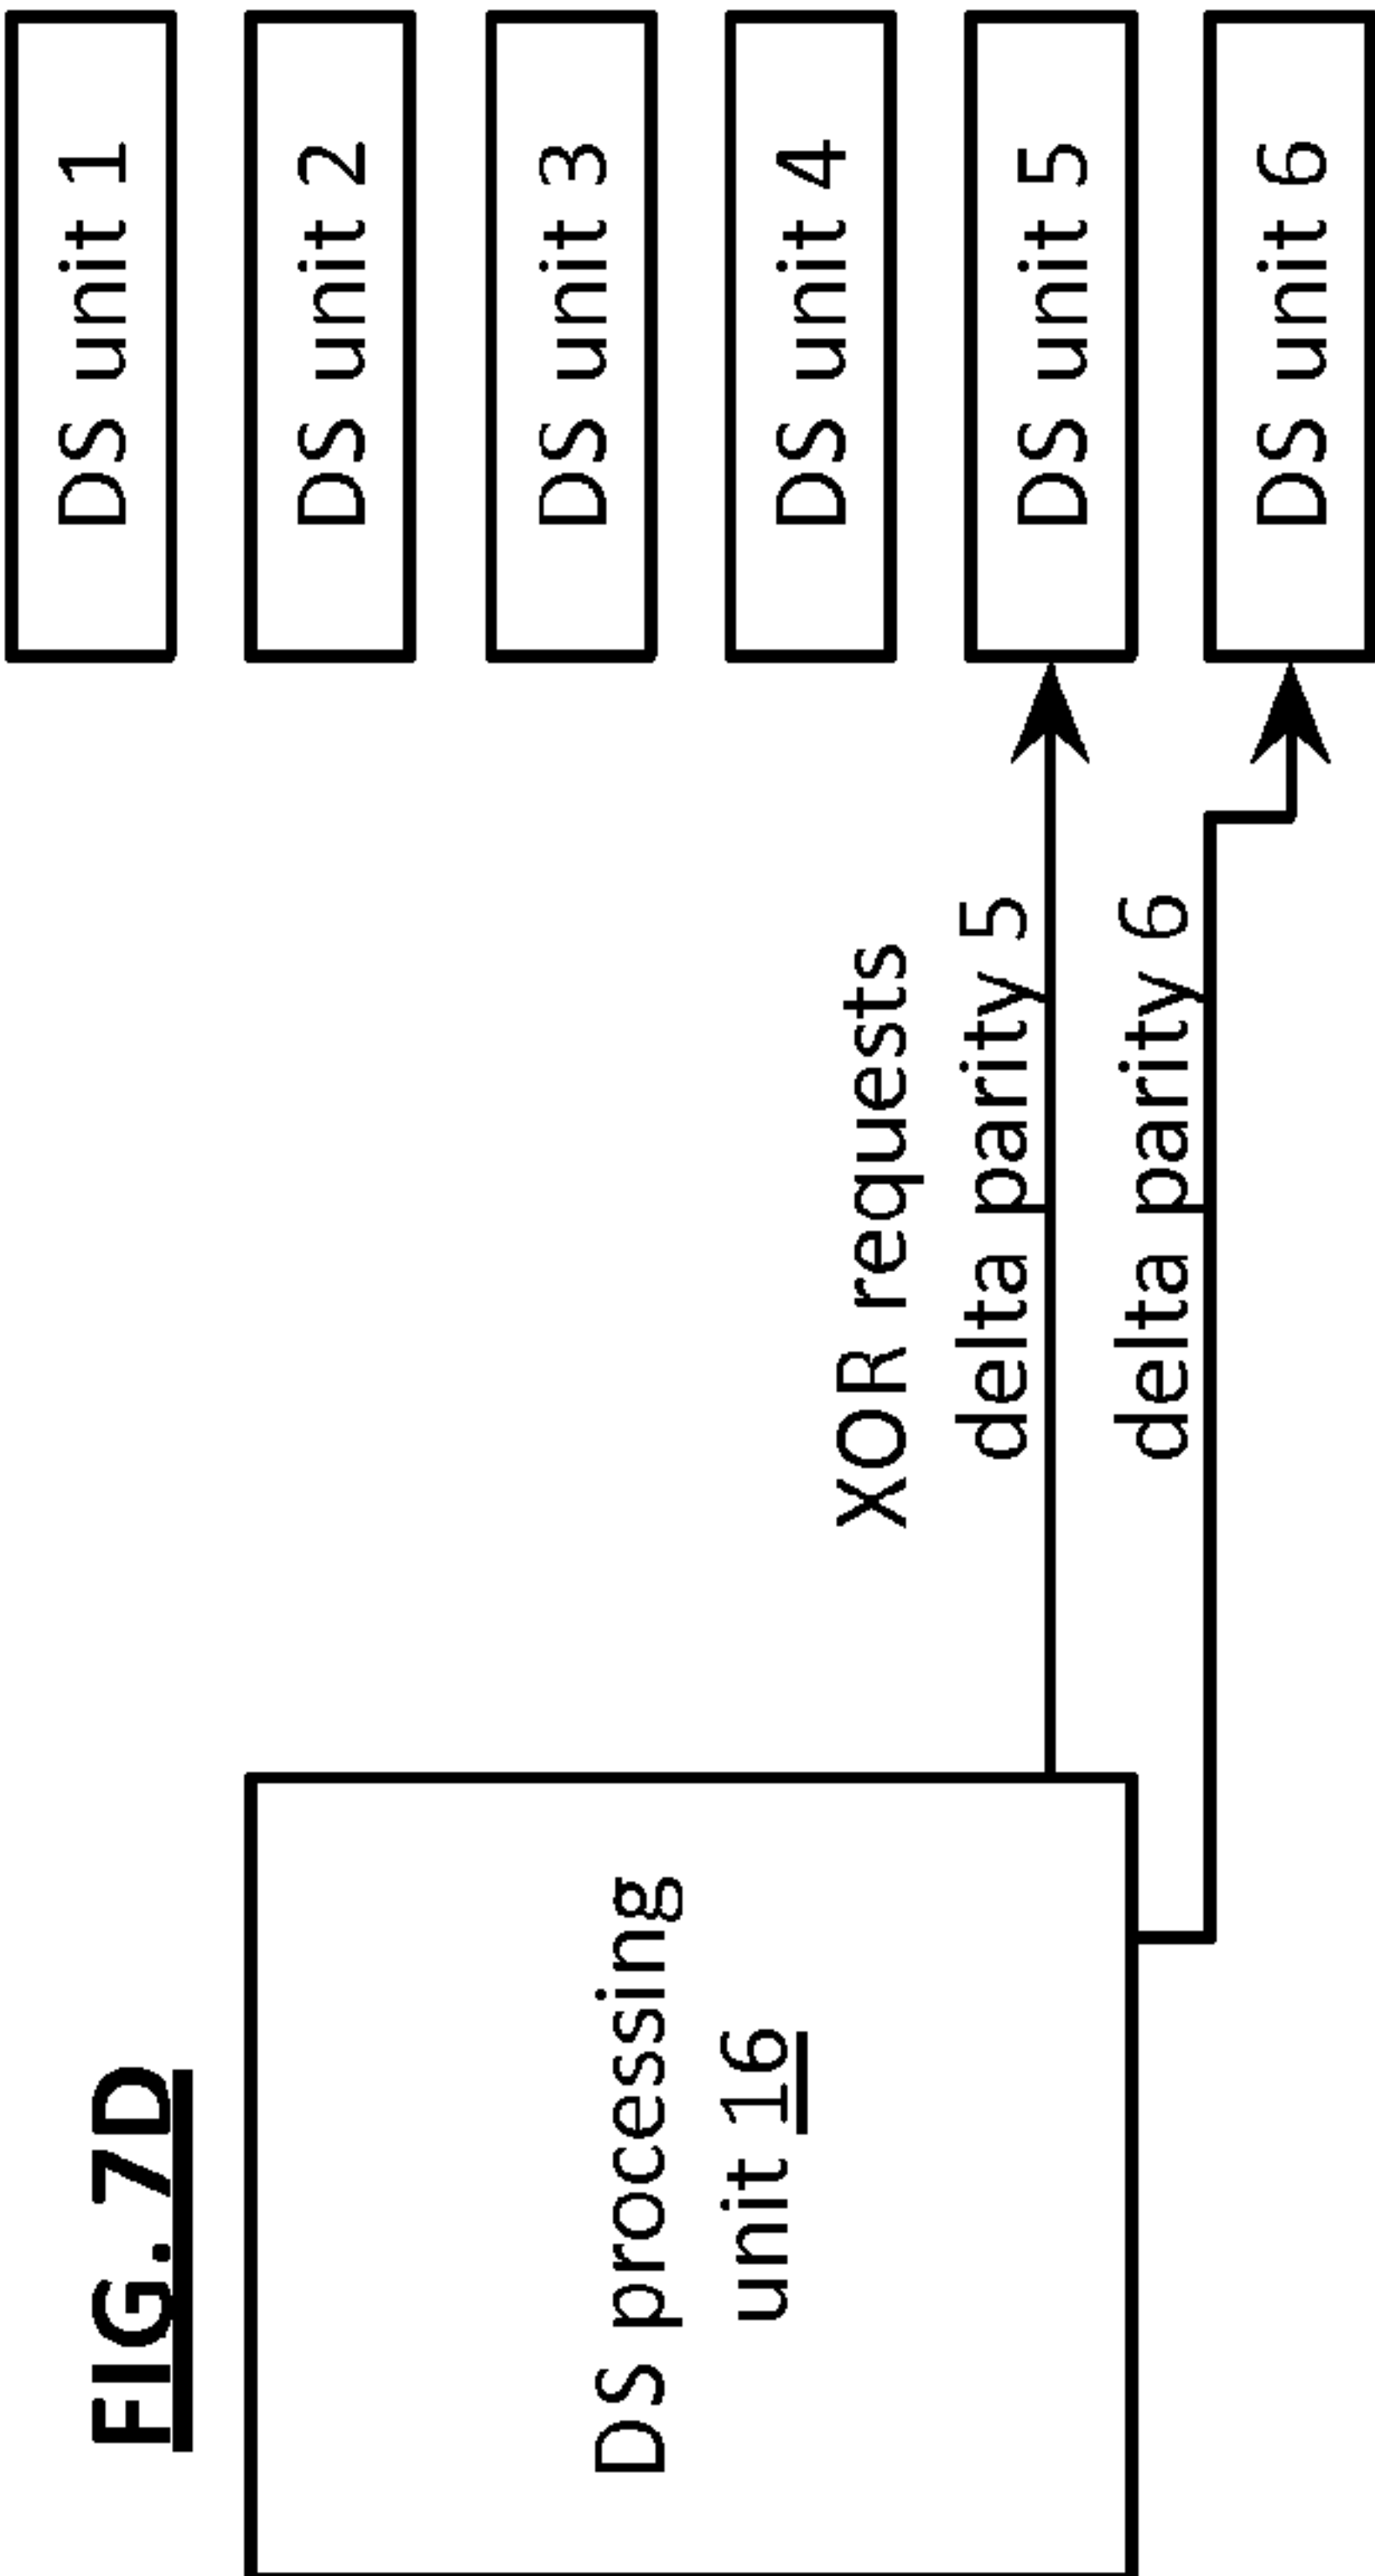 FIG. 7D
DS processing
unit 16
XOR requests
delta parity 5
delta parity 6
DS unit 1
DS unit 2
DS unit 3
DS unit 4
DS unit 5
DS unit 6